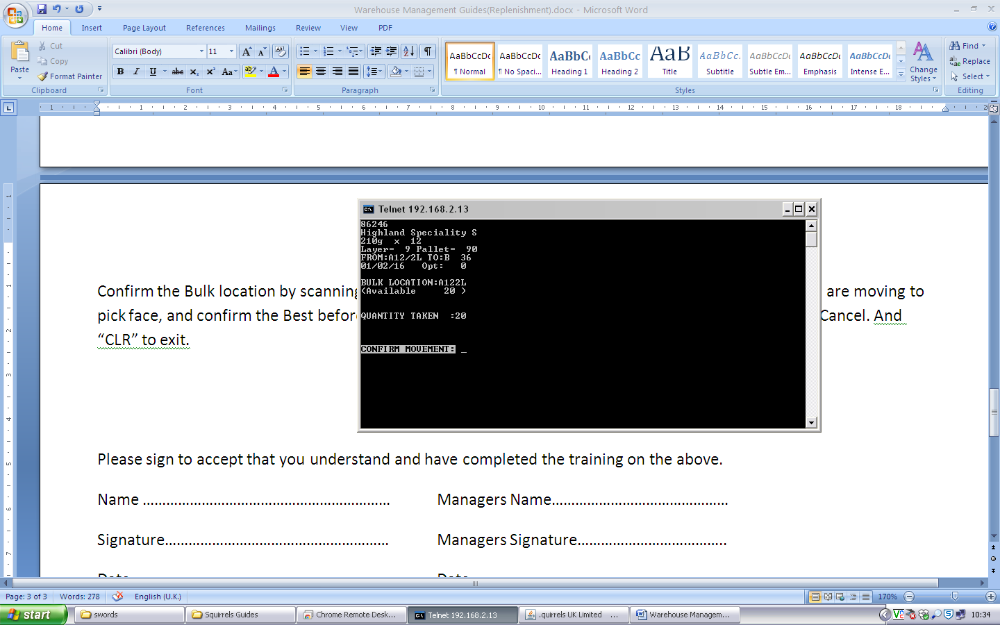 Warehouse Management Guides(Replenishment).docx - Microsoft Word
Home Insert Page Layout References Mailings Review View PDF
Paste
Cut
Copy
Format Painter
Clipboard
Calibri (Body) 11
Font
Paragraph
AaBbCcDc AaBbCcDc AaBbC AaBbCc AaB AaBbCc. AaBbCcDc AaBbCcDc AaBbCcDc
¶ Normal ¶ No Spaci... Heading 1 Heading 2 Title Subtitle Subtle Em... Emphasis Intense E...
Styles
Change Styles
Find
Replace
Select
Editing
1 1 2 3 4 5 6 7 8 9 10 11 12 13 14 15 16 17 18
Telnet 192.168.2.13
86246
Highland Speciality S
210g x 12
Layer= 9 Pallet= 90
FROM:A12/2L TO:B 36
01/02/16 Opt: 0
BULK LOCATION:A122L
(Available 20 )
QUANTITY TAKEN :20
CONFIRM MOVEMENT: _
Confirm the Bulk location by scanning are moving to
pick face, and confirm the Best befor Cancel. And
“CLR” to exit.
Please sign to accept that you understand and have completed the training on the above.
Name ........................................................ Managers Name.............................................
Signature......................................................... Managers Signature......................................
Date Date
Page: 3 of 3 Words: 278 English (U.K.) 170%
start swords Squirrels Guides Chrome Remote Desk... Telnet 192.168.2.13 .quirrels UK Limited ... Warehouse Managem... 10:34